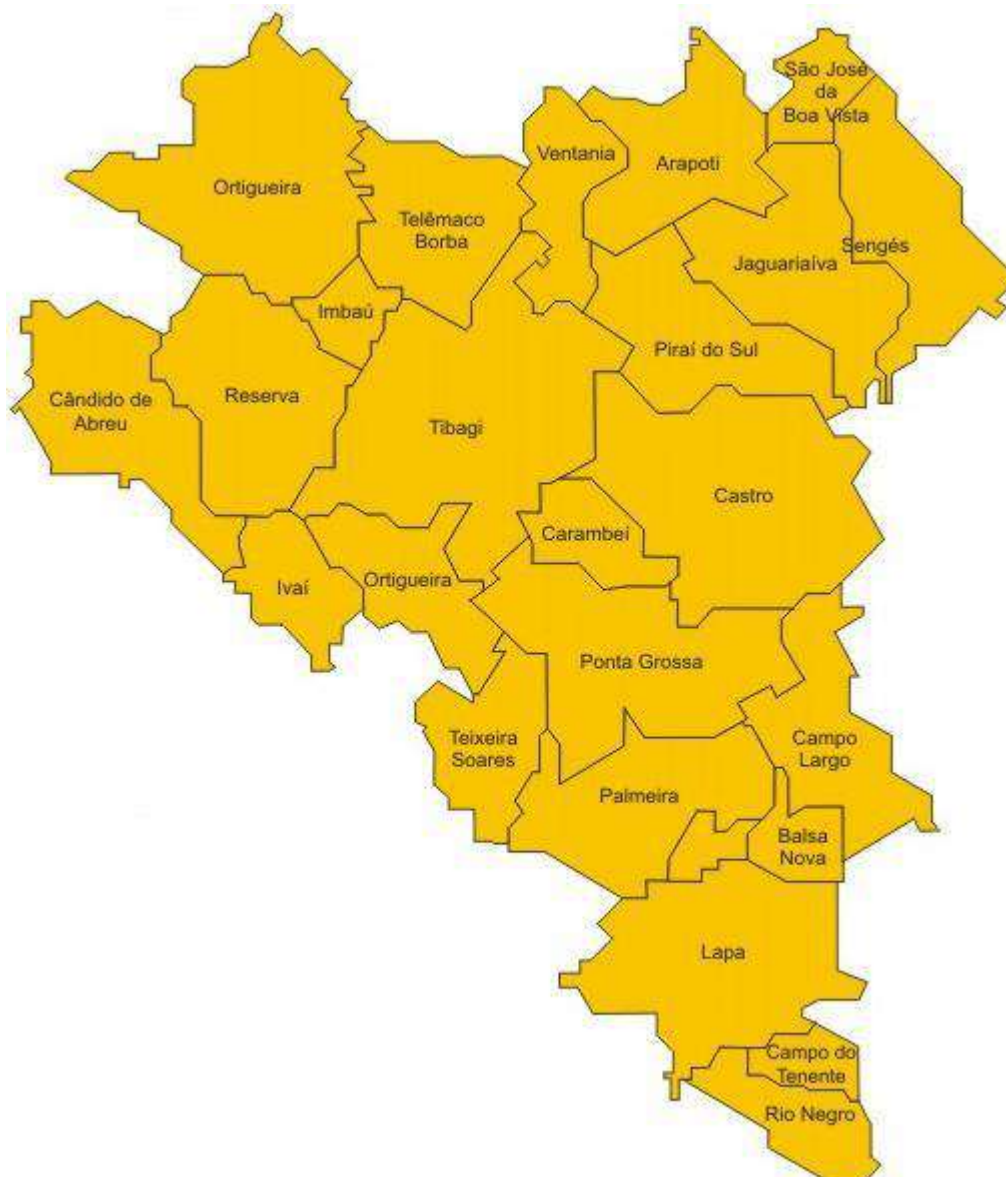 São José
da
Boa Vista
Ventania
Arapoti
Ortigueira
Telêmaco
Borba
Sengés
Jaguariaíva
Imbaú
Piraí do Sul
Cândido de
Abreu
Reserva
Tibagi
Castro
Carambeí
Ivaí
Ortigueira
Ponta Grossa
Teixeira
Soares
Campo
Largo
Palmeira
Balsa
Nova
Lapa
Campo do
Tenente
Rio Negro